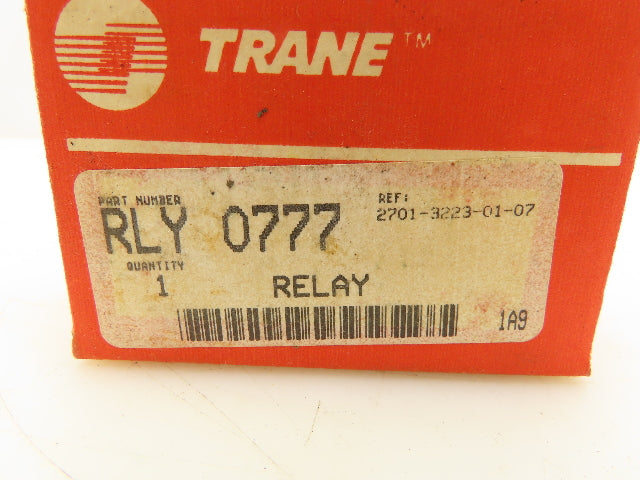 TRANE™
PART NUMBER
RLY 0777
REF:
2701-3223-01-07
QUANTITY
1
RELAY
1A9